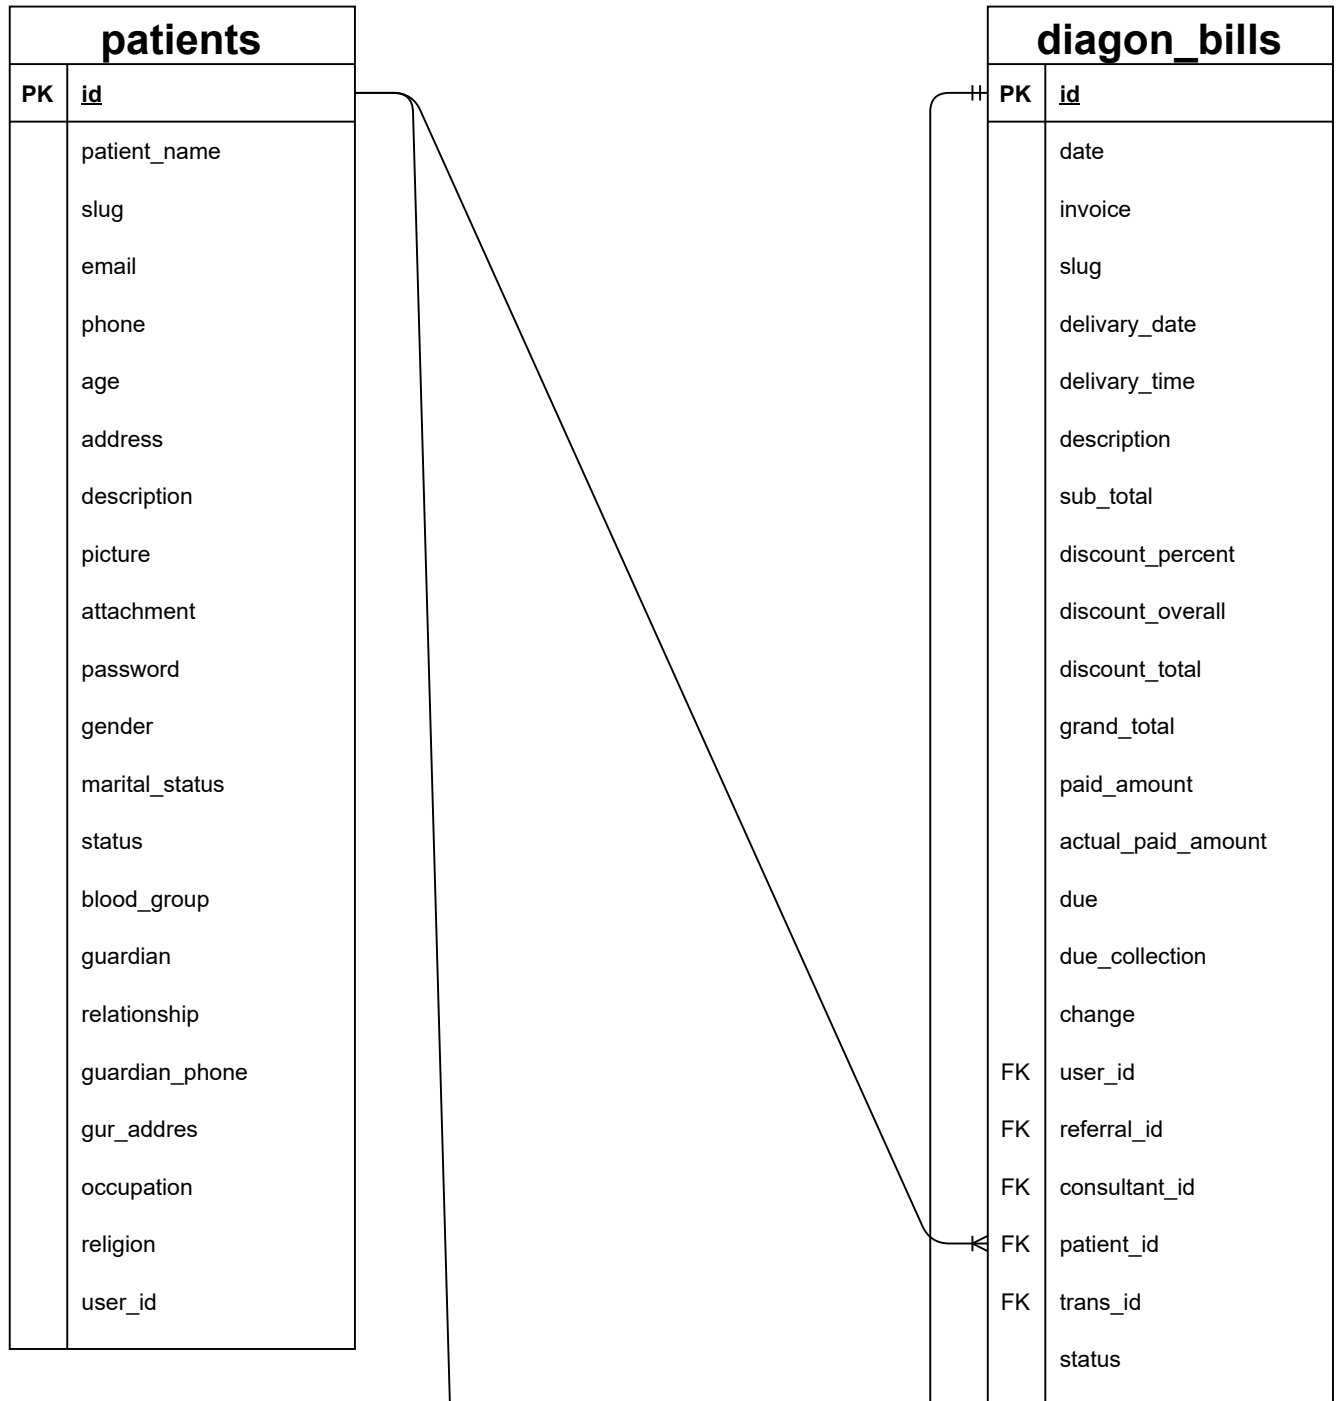 patients
PK id
patient_name
slug
email
phone
age
address
description
picture
attachment
password
gender
marital_status
status
blood_group
guardian
relationship
guardian_phone
gur_addres
occupation
religion
user_id
diagon_bills
PK id
date
invoice
slug
delivary_date
delivary_time
description
sub_total
discount_percent
discount_overall
discount_total
grand_total
paid_amount
actual_paid_amount
due
due_collection
change
FK user_id
FK referral_id
FK consultant_id
FK patient_id
FK trans_id
status